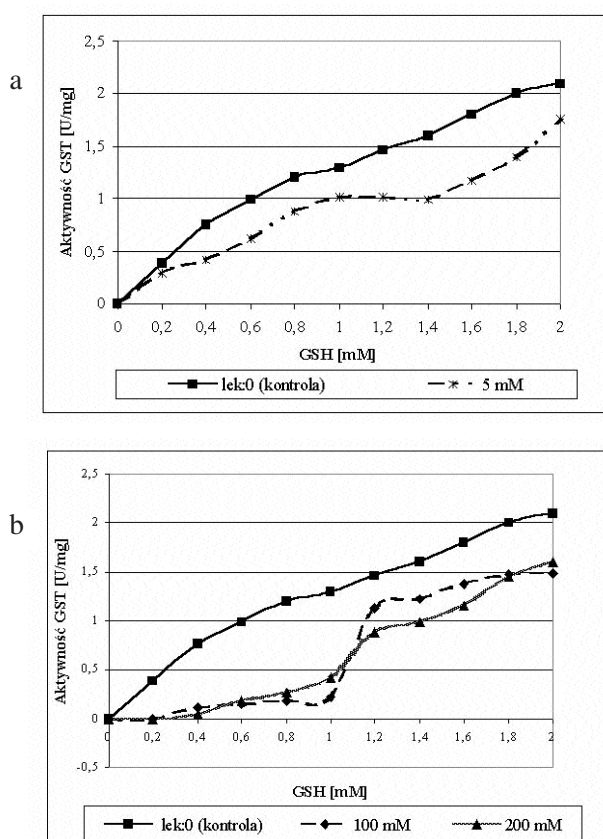 a
2,5
2
1,5
1
0,5
0
Aktywność GST [U/mg]
0 0,2 0,4 0,6 0,8 1 1,2 1,4 1,6 1,8 2
GSH [mM]
lek:0 (kontrola) 5 mM
b
2,5
2
1,5
1
0,5
0
-0,5
Aktywność GST [U/mg]
0 0,2 0,4 0,6 0,8 1 1,2 1,4 1,6 1,8 2
GSH [mM]
lek:0 (kontrola) 100 mM 200 mM